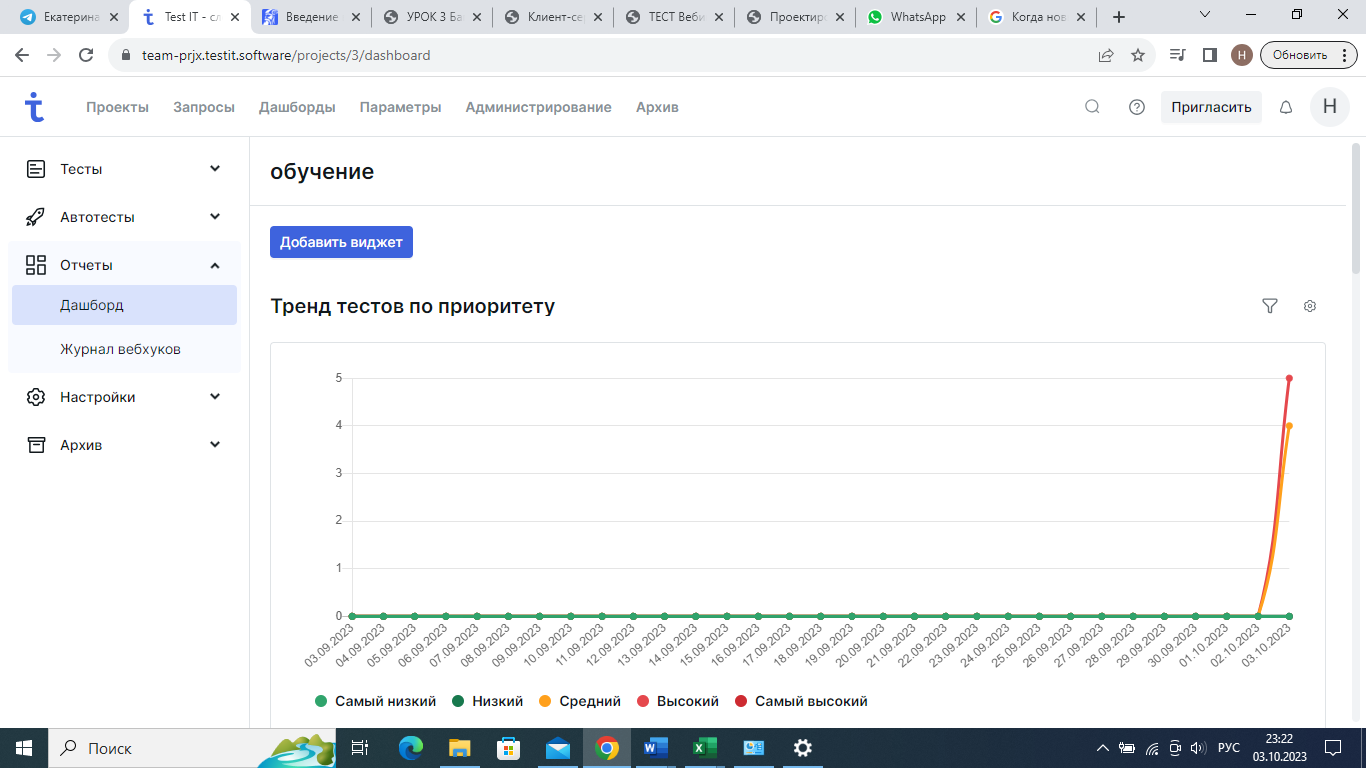 Екатерина
Test IT - сл
Введение
УРОК 3 Ба
Клиент-се
ТЕСТ Веби
Проектир
WhatsApp
Когда нов
team-prjx.testit.software/projects/3/dashboard
Н
Обновить
Проекты Запросы Дашборды Параметры Администрирование Архив
Пригласить
Н
Тесты
Автотесты
Отчеты
Дашборд
Журнал вебхуков
Настройки
Архив
обучение
Добавить виджет
Тренд тестов по приоритету
5
4
3
2
1
0
03.09.2023 04.09.2023 05.09.2023 06.09.2023 07.09.2023 08.09.2023 09.09.2023 10.09.2023 11.09.2023 12.09.2023 13.09.2023 14.09.2023 15.09.2023 16.09.2023 17.09.2023 18.09.2023 19.09.2023 20.09.2023 21.09.2023 22.09.2023 23.09.2023 24.09.2023 25.09.2023 26.09.2023 27.09.2023 28.09.2023 29.09.2023 30.09.2023 01.10.2023 02.10.2023 03.10.2023
Самый низкий Низкий Средний Высокий Самый высокий
Поиск
РУС
23:22
03.10.2023